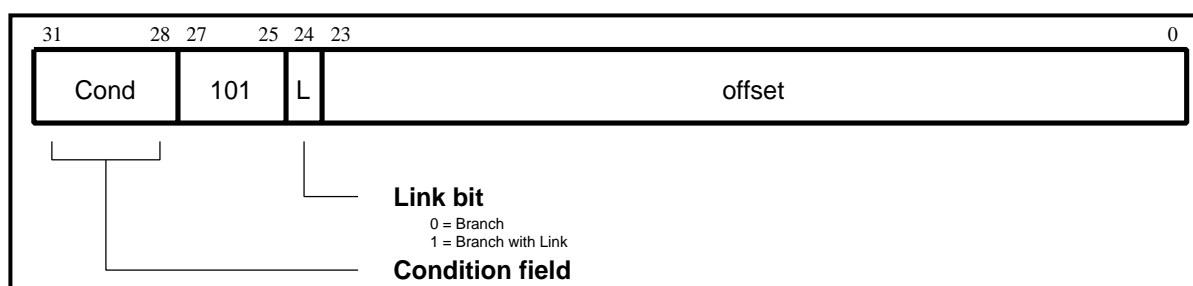 31 28 27 25 24 23 0
Cond 101 L offset
Link bit
0 = Branch
1 = Branch with Link
Condition field